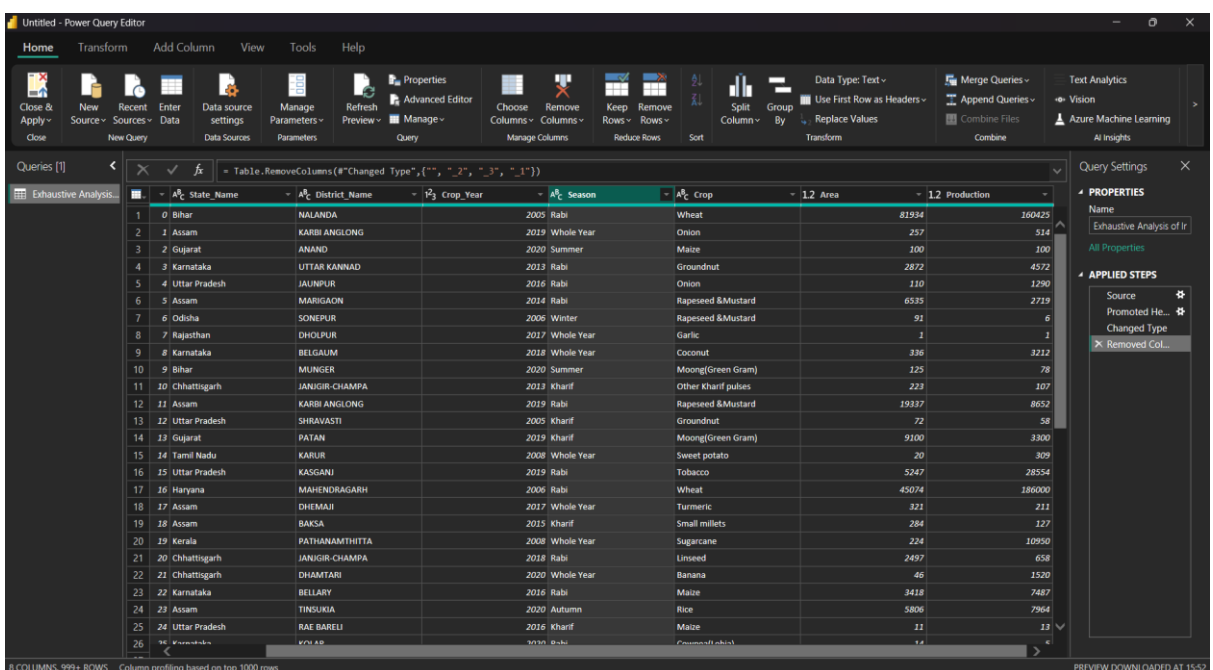 Untitled - Power Query Editor
Home Transform Add Column View Tools Help
Close & Apply
New Source
Recent Sources
Enter Data
Data source settings
Manage Parameters
Refresh Preview
Properties
Advanced Editor
Manage
Choose Columns
Remove Columns
Keep Rows
Remove Rows
Split Column
Group By
Data Type: Text
Use First Row as Headers
Replace Values
Merge Queries
Append Queries
Combine Files
Text Analytics
Vision
Azure Machine Learning
Close New Query Data Sources Parameters Query Manage Columns Reduce Rows Sort Transform Combine AI Insights
Queries [1]
fx = Table.RemoveColumns(#"Changed Type",{"", "_2", "_3", "_1"})
Exhaustive Analysis...
ABC State_Name ABC District_Name 123 Crop_Year ABC Season ABC Crop 1.2 Area 1.2 Production
1 0 Bihar NALANDA 2005 Rabi Wheat 81934 160425
2 1 Assam KARBI ANGLONG 2019 Whole Year Onion 257 514
3 2 Gujarat ANAND 2020 Summer Maize 100 100
4 3 Karnataka UTTAR KANNAD 2013 Rabi Groundnut 2872 4572
5 4 Uttar Pradesh JAUNPUR 2016 Rabi Onion 110 1290
6 5 Assam MARIGAON 2014 Rabi Rapeseed &Mustard 6535 2719
7 6 Odisha SONEPUR 2006 Winter Rapeseed &Mustard 91 6
8 7 Rajasthan DHOLPUR 2017 Whole Year Garlic 1 1
9 8 Karnataka BELGAUM 2018 Whole Year Coconut 336 3212
10 9 Bihar MUNGER 2020 Summer Moong(Green Gram) 125 78
11 10 Chhattisgarh JANJGIR-CHAMPA 2013 Kharif Other Kharif pulses 223 107
12 11 Assam KARBI ANGLONG 2019 Rabi Rapeseed &Mustard 19337 8652
13 12 Uttar Pradesh SHRAVASTI 2005 Kharif Groundnut 72 58
14 13 Gujarat PATAN 2019 Kharif Moong(Green Gram) 9100 3300
15 14 Tamil Nadu KARUR 2008 Whole Year Sweet potato 20 309
16 15 Uttar Pradesh KASGANJ 2019 Rabi Tobacco 5247 28554
17 16 Haryana MAHENDRAGARH 2006 Rabi Wheat 45074 186000
18 17 Assam DHEMAJI 2017 Whole Year Turmeric 321 211
19 18 Assam BAKSA 2015 Kharif Small millets 284 127
20 19 Kerala PATHANAMTHITTA 2008 Whole Year Sugarcane 224 10950
21 20 Chhattisgarh JANJGIR-CHAMPA 2018 Rabi Linseed 2497 658
22 21 Chhattisgarh DHAMTARI 2020 Whole Year Banana 46 1520
23 22 Karnataka BELLARY 2016 Rabi Maize 3418 7487
24 23 Assam TINSUKIA 2020 Autumn Rice 5806 7964
25 24 Uttar Pradesh RAE BARELI 2016 Kharif Maize 11 13
26 25 Karnataka KOLAR 2020 Rabi Cowpea(Lobia) 14 5
Query Settings
PROPERTIES
Name
Exhaustive Analysis of Ir
All Properties
APPLIED STEPS
Source
Promoted He...
Changed Type
Removed Col...
8 COLUMNS, 999+ ROWS Column profiling based on top 1000 rows
PREVIEW DOWNLOADED AT 15:52